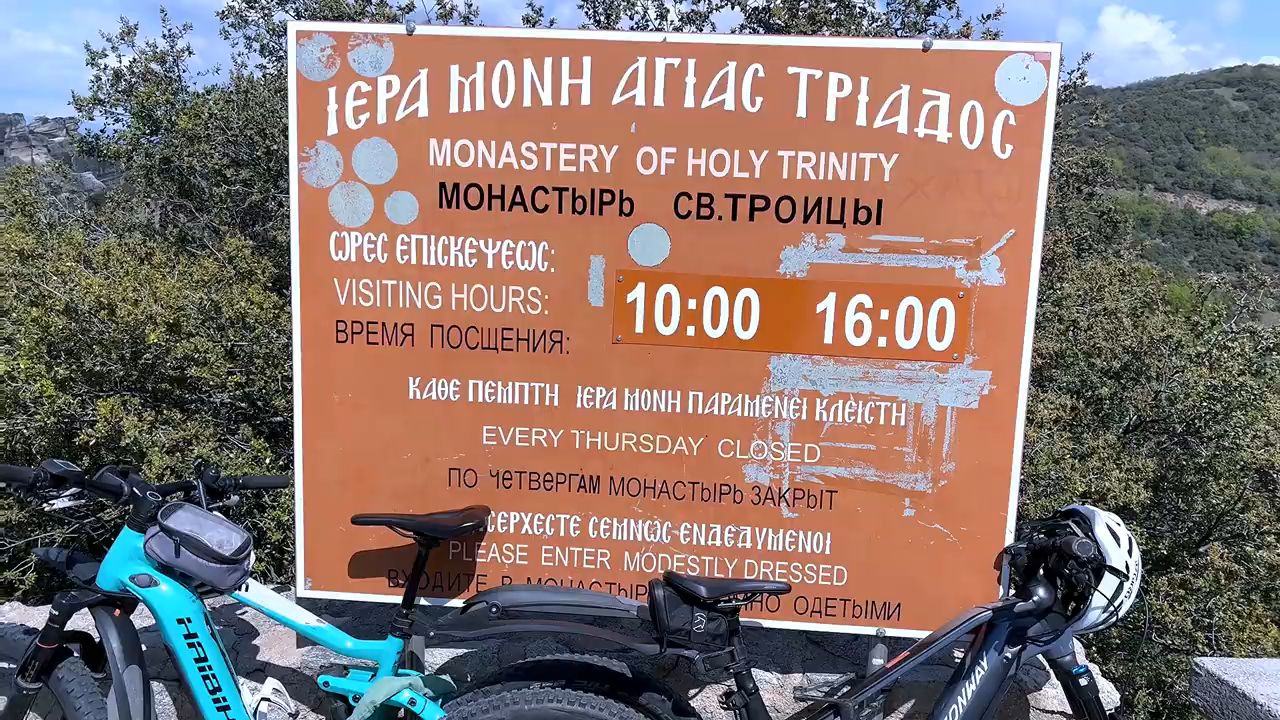 ΙΕΡΑ ΜΟΝΗ ΑΓΙΑΣ ΤΡΙΑΔΟΣ
MONASTERY OF HOLY TRINITY
МОНАСТЫРЬ СВ.ТРОИЦЫ
ΩΡΕΣ ΕΠΙΣΚΕΨΕΩΣ:
VISITING HOURS:
ВРЕМЯ ПОСЩЕНИЯ:
10:00 16:00
ΚΑΘΕ ΠΕΜΠΤΗ ΙΕΡΑ ΜΟΝΗ ΠΑΡΑΜΕΝΕΙ ΚΛΕΙΣΤΗ
EVERY THURSDAY CLOSED
ПО ЧЕТВЕРГАМ МОНАСТЫРЬ ЗАКРЫТ
ΣΕΜΝΩΣ ΕΝΔΕΔΥΜΕΝΟΙ
PLEASE ENTER MODESTLY DRESSED
ВХОДИТЕ В ОДЕТЫМИ